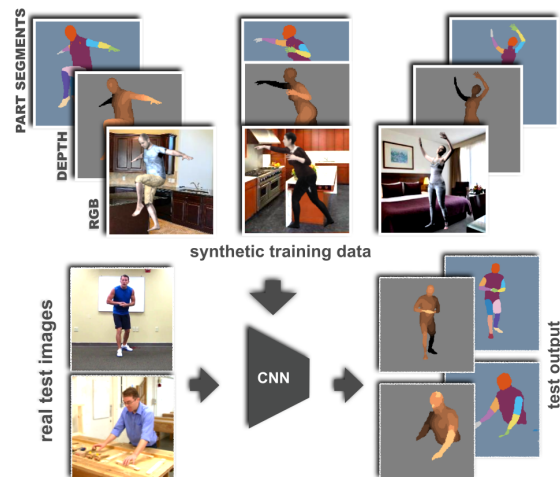 PART SEGMENTS
DEPTH
RGB
synthetic training data
real test images
CNN
test output